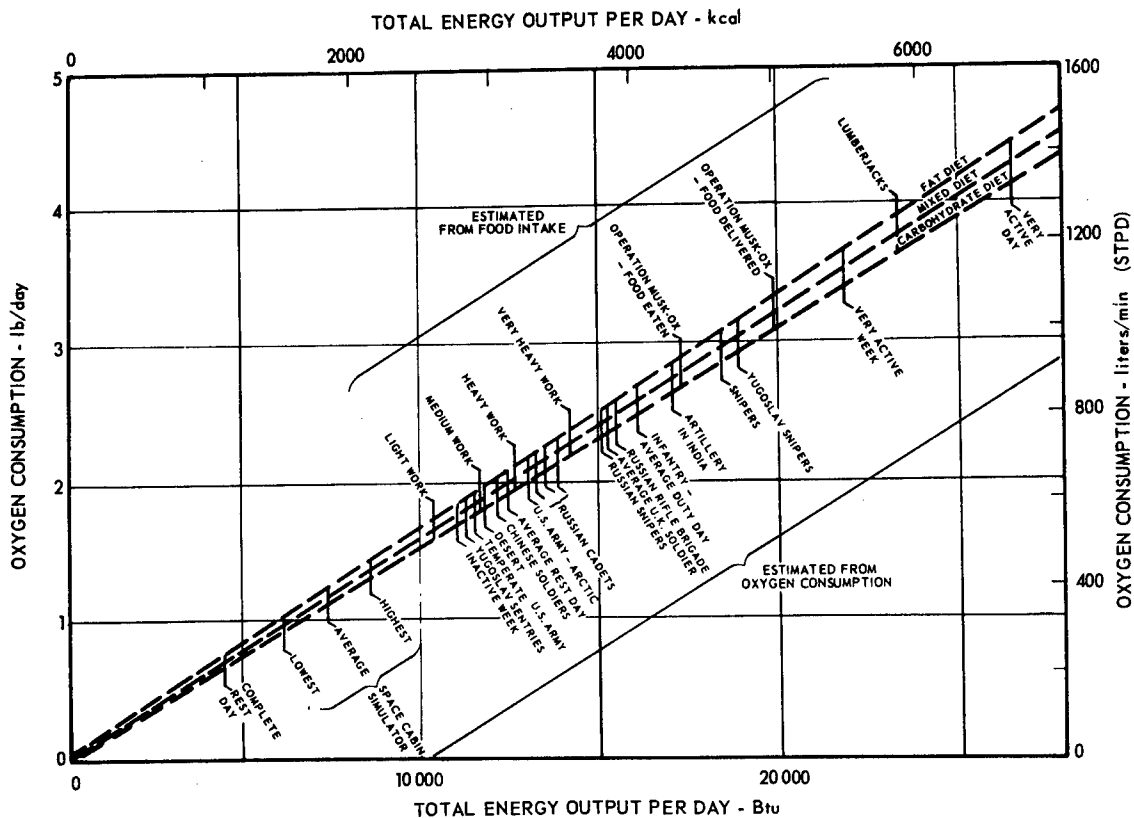 TOTAL ENERGY OUTPUT PER DAY - kcal
0 2000 4000 6000
5 1600
4 1200
3 800
2
1 400
0 0
OXYGEN CONSUMPTION - lb/day
OXYGEN CONSUMPTION - liters/min (STPD)
ESTIMATED
FROM FOOD INTAKE
LIGHT WORK
MEDIUM WORK
HEAVY WORK
VERY HEAVY WORK
OPERATION MUSK-OX
- FOOD EATEN
OPERATION MUSK-OX
- FOOD DELIVERED
LUMBERJACKS
FAT DIET
MIXED DIET
CARBOHYDRATE DIET
COMPLETE
REST
DAY
LOWEST
AVERAGE
HIGHEST
SPACE CABIN
SIMULATOR
INACTIVE WEEK
YUGOSLAV SENTRIES
TEMPERATE U.S. ARMY
DESERT
CHINESE SOLDIERS
AVERAGE REST DAY
U.S. ARMY - ARCTIC
RUSSIAN CADETS
RUSSIAN SNIPERS
AVERAGE U.K. SOLDIER
RUSSIAN RIFLE BRIGADE
INFANTRY -
AVERAGE DUTY DAY
ARTILLERY
IN INDIA
SNIPERS
YUGOSLAV SNIPERS
VERY ACTIVE
WEEK
VERY
ACTIVE
DAY
ESTIMATED FROM
OXYGEN CONSUMPTION
0 10 000 20 000
TOTAL ENERGY OUTPUT PER DAY - Btu